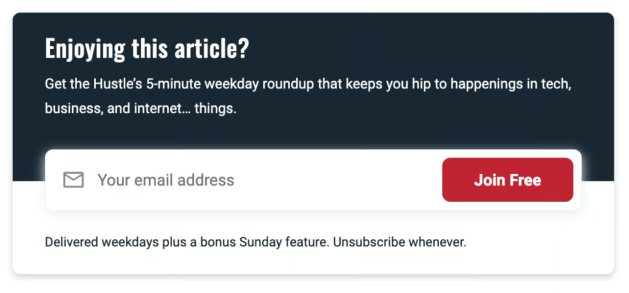 Enjoying this article?
Get the Hustle’s 5-minute weekday roundup that keeps you hip to happenings in tech,
business, and internet... things.
Your email address
Join Free
Delivered weekdays plus a bonus Sunday feature. Unsubscribe whenever.